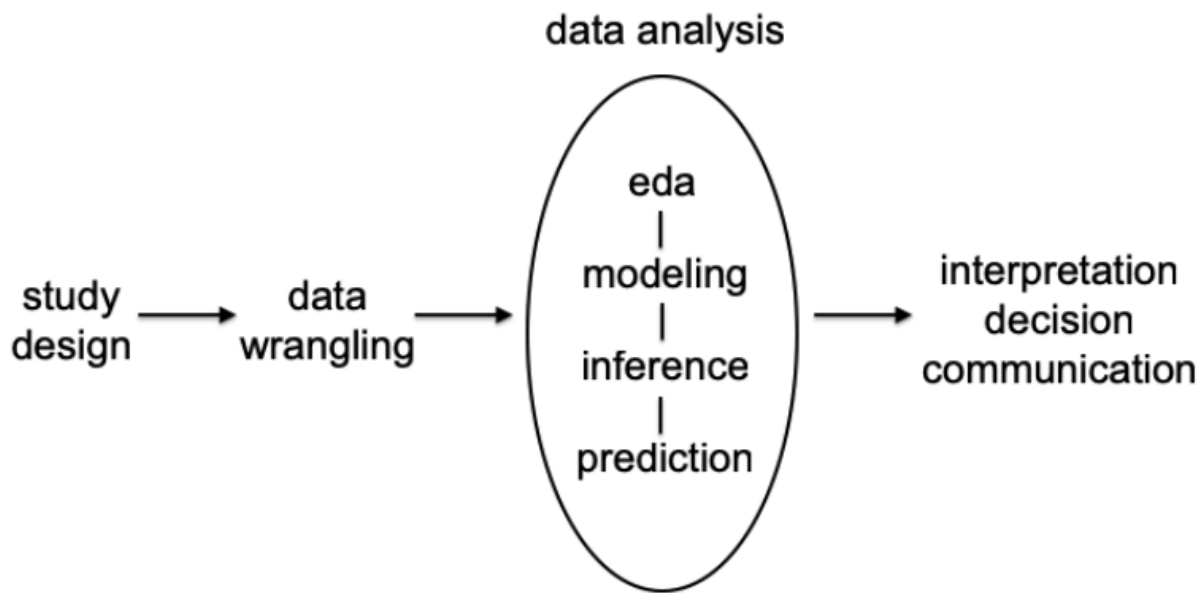 data analysis
study
design
data
wrangling
eda
modeling
inference
prediction
interpretation
decision
communication